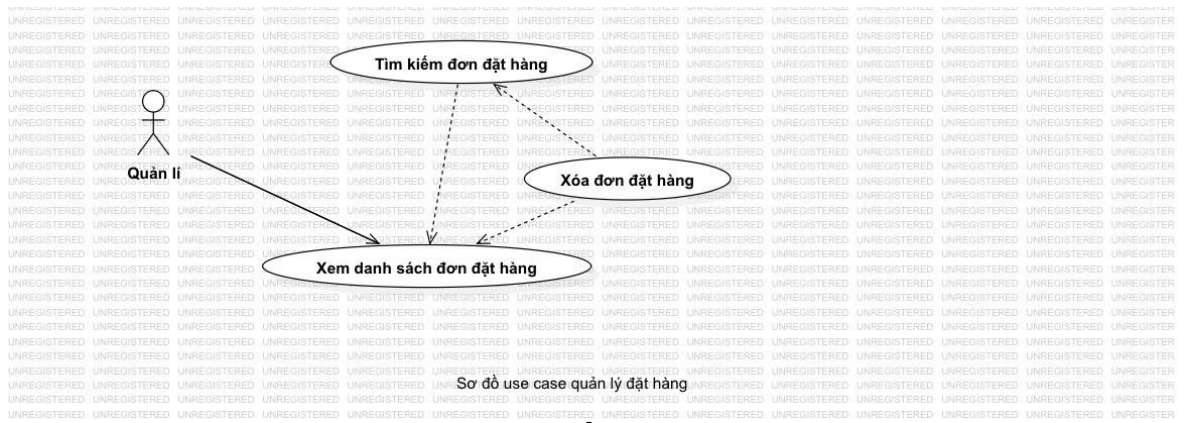 Tìm kiếm đơn đặt hàng
Quản lí
Xóa đơn đặt hàng
Xem danh sách đơn đặt hàng
Sơ đồ use case quản lý đặt hàng
UNREGISTERED